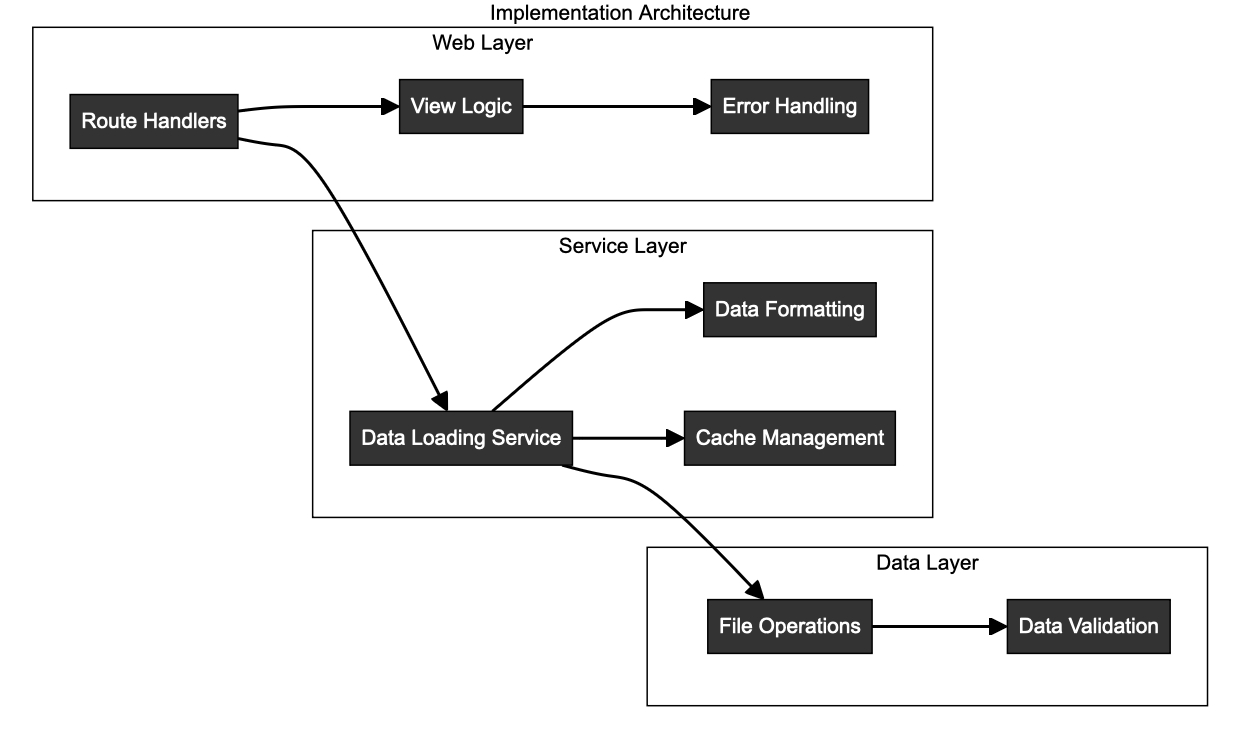 Implementation Architecture
Web Layer
Route Handlers
View Logic
Error Handling
Service Layer
Data Formatting
Data Loading Service
Cache Management
Data Layer
File Operations
Data Validation